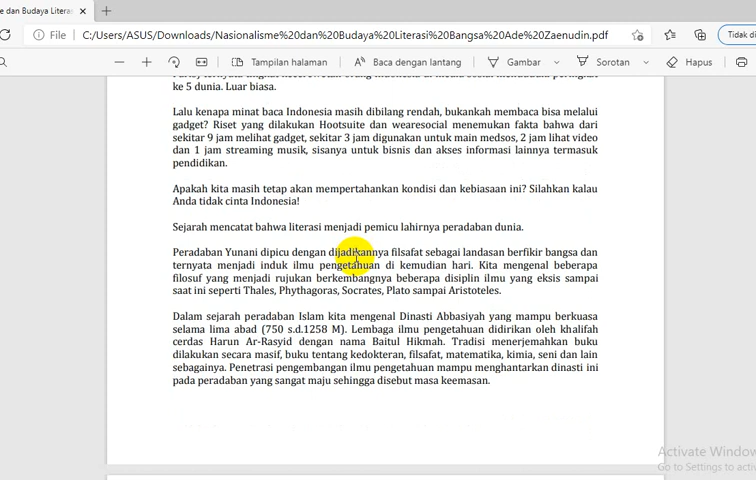 e dan Budaya Literas
File
C:/Users/ASUS/Downloads/Nasionalisme%20dan%20Budaya%20Literasi%20Bangsa%20Ade%20Zaenudin.pdf
Tidak di
Tampilan halaman
Baca dengan lantang
Gambar
Sorotan
Hapus
ke 5 dunia. Luar biasa.
Lalu kenapa minat baca Indonesia masih dibilang rendah, bukankah membaca bisa melalui
gadget? Riset yang dilakukan Hootsuite dan wearesocial menemukan fakta bahwa dari
sekitar 9 jam melihat gadget, sekitar 3 jam digunakan untuk main medsos, 2 jam lihat video
dan 1 jam streaming musik, sisanya untuk bisnis dan akses informasi lainnya termasuk
pendidikan.
Apakah kita masih tetap akan mempertahankan kondisi dan kebiasaan ini? Silahkan kalau
Anda tidak cinta Indonesia!
Sejarah mencatat bahwa literasi menjadi pemicu lahirnya peradaban dunia.
Peradaban Yunani dipicu dengan dijadikannya filsafat sebagai landasan berfikir bangsa dan
ternyata menjadi induk ilmu pengetahuan di kemudian hari. Kita mengenal beberapa
filosuf yang menjadi rujukan berkembangnya beberapa disiplin ilmu yang eksis sampai
saat ini seperti Thales, Phythagoras, Socrates, Plato sampai Aristoteles.
Dalam sejarah peradaban Islam kita mengenal Dinasti Abbasiyah yang mampu berkuasa
selama lima abad (750 s.d.1258 M). Lembaga ilmu pengetahuan didirikan oleh khalifah
cerdas Harun Ar-Rasyid dengan nama Baitul Hikmah. Tradisi menerjemahkan buku
dilakukan secara masif, buku tentang kedokteran, filsafat, matematika, kimia, seni dan lain
sebagainya. Penetrasi pengembangan ilmu pengetahuan mampu menghantarkan dinasti ini
pada peradaban yang sangat maju sehingga disebut masa keemasan.
Activate Window
Go to Settings to activ